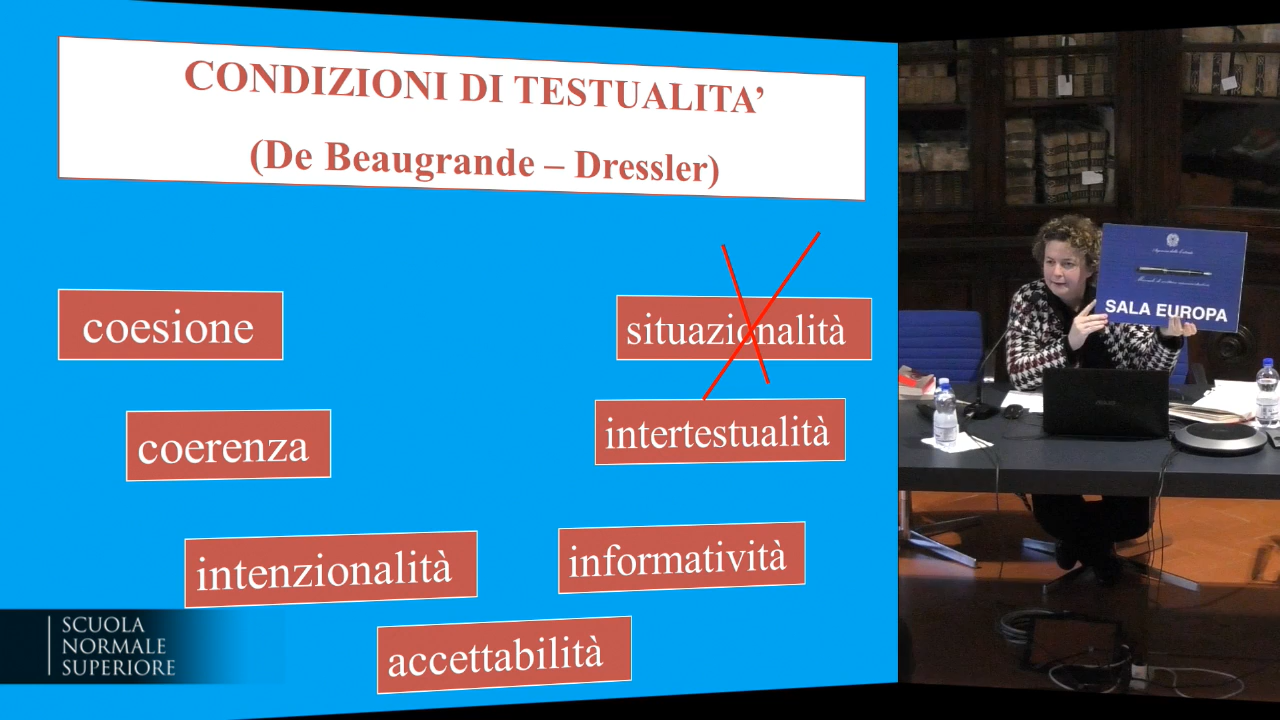 CONDIZIONI DI TESTUALITA’
(De Beaugrande – Dressler)
coesione
situazionalità
coerenza
intertestualità
intenzionalità
informatività
accettabilità
SCUOLA
NORMALE
SUPERIORE
SALA EUROPA